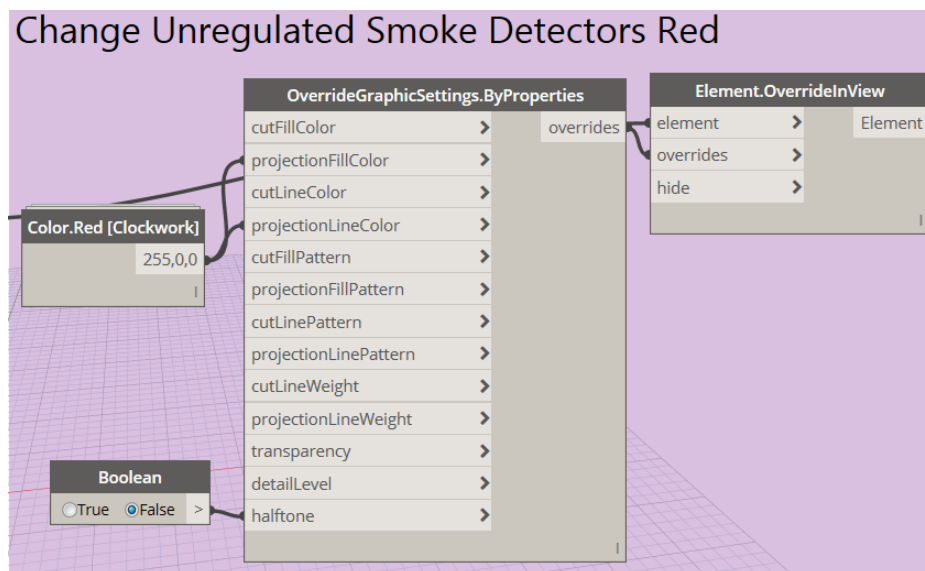 Change Unregulated Smoke Detectors Red
OverrideGraphicSettings.ByProperties
cutFillColor
projectionFillColor
cutLineColor
projectionLineColor
cutFillPattern
projectionFillPattern
cutLinePattern
projectionLinePattern
cutLineWeight
projectionLineWeight
transparency
detailLevel
halftone
overrides
Element.OverrideInView
element
overrides
hide
Element
Color.Red [Clockwork]
255,0,0
Boolean
True False >